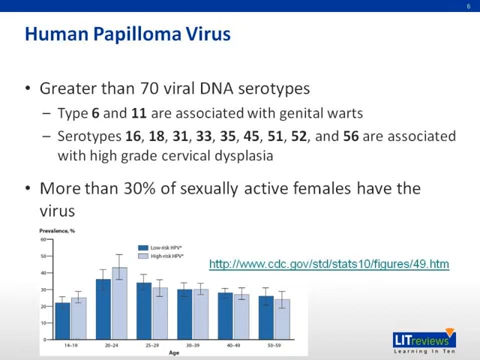 6
Human Papilloma Virus
• Greater than 70 viral DNA serotypes
– Type 6 and 11 are associated with genital warts
– Serotypes 16, 18, 31, 33, 35, 45, 51, 52, and 56 are associated
with high grade cervical dysplasia
• More than 30% of sexually active females have the
virus
Prevalence, %
60
50
40
30
20
10
0
Low-risk HPV*
High-risk HPV*
14–19 20–24 25–29 30–39 40–49 50–59
Age
http://www.cdc.gov/std/stats10/figures/49.htm
LITreviews
Learning in Ten